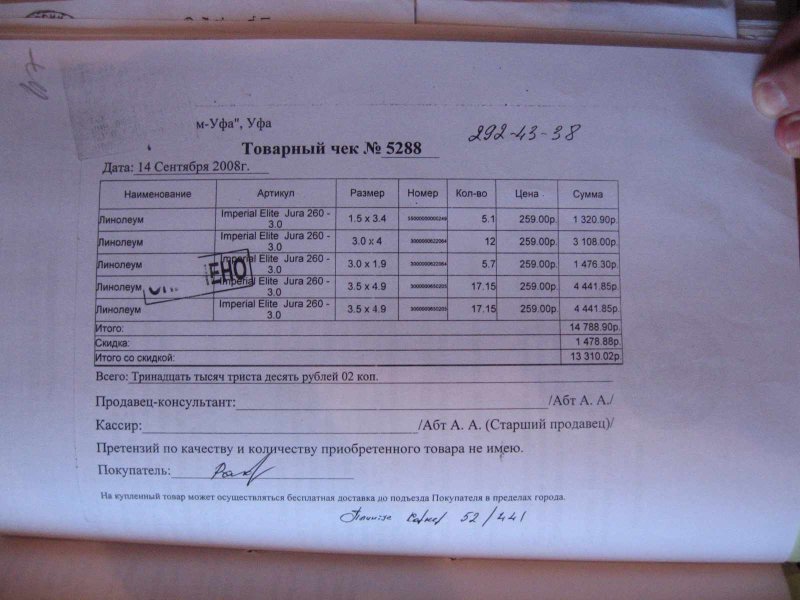 м-Уфа", Уфа
292-43-38
Товарный чек № 5288
Дата: 14 Сентября 2008г.
Наименование Артикул Размер Номер Кол-во Цена Сумма
Линолеум Imperial Elite Jura 260 - 3.0 1.5 x 3.4 5.1 259.00р. 1 320.90р.
Линолеум Imperial Elite Jura 260 - 3.0 3.0 x 4 3000000622064 12 259.00р. 3 108.00р.
Линолеум Imperial Elite Jura 260 - 3.0 3.0 x 1.9 3000000622064 5.7 259.00р. 1 476.30р.
ЕНО
Линолеум Imperial Elite Jura 260 - 3.0 3.5 x 4.9 3000000650205 17.15 259.00р. 4 441.85р.
Линолеум Imperial Elite Jura 260 - 3.0 3.5 x 4.9 3000000650205 17.15 259.00р. 4 441.85р.
Итого: 14 788.90р.
Скидка: 1 478.88р.
Итого со скидкой: 13 310.02р.
Всего: Тринадцать тысяч триста десять рублей 02 коп.
Продавец-консультант: /Абт А. А./
Кассир: /Абт А. А. (Старший продавец)/
Претензий по качеству и количеству приобретенного товара не имею.
Покупатель:
На купленный товар может осуществляться бесплатная доставка до подъезда Покупателя в пределах города.
52/441